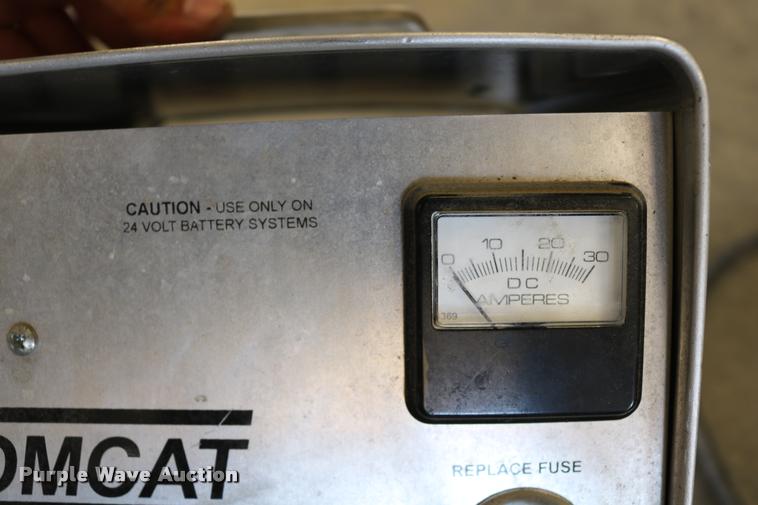 CAUTION - USE ONLY ON
24 VOLT BATTERY SYSTEMS
0 10 20 30
DC
AMPERES
369
OMCAT
REPLACE FUSE
Purple Wave Auction